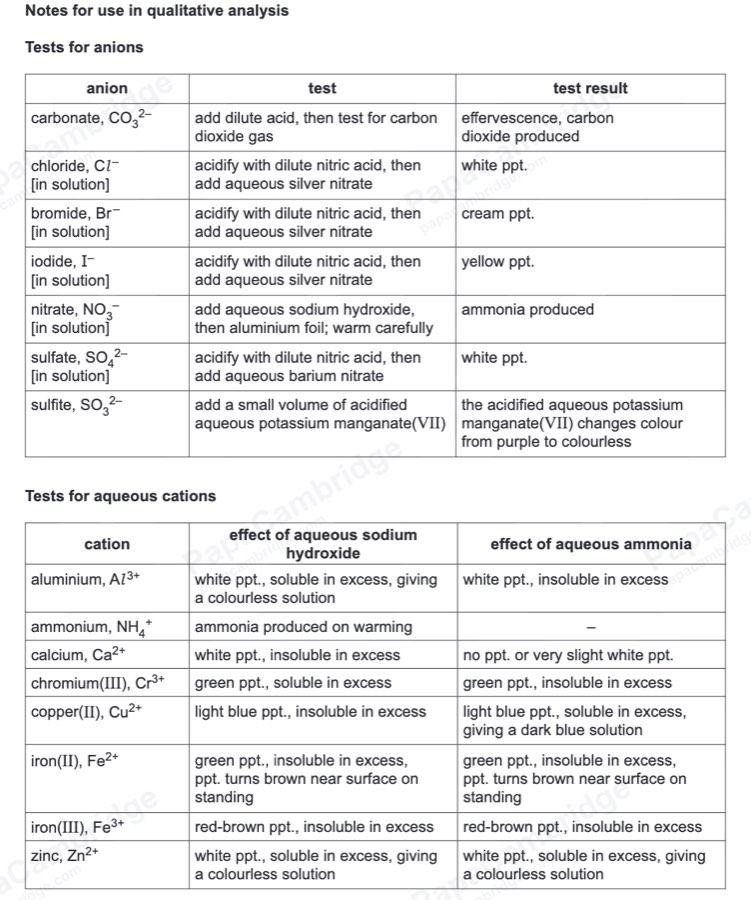 Notes for use in qualitative analysis
Tests for anions
anion test test result
carbonate, CO₃²⁻ add dilute acid, then test for carbon dioxide gas effervescence, carbon dioxide produced
chloride, Cl⁻ [in solution] acidify with dilute nitric acid, then add aqueous silver nitrate white ppt.
bromide, Br⁻ [in solution] acidify with dilute nitric acid, then add aqueous silver nitrate cream ppt.
iodide, I⁻ [in solution] acidify with dilute nitric acid, then add aqueous silver nitrate yellow ppt.
nitrate, NO₃⁻ [in solution] add aqueous sodium hydroxide, then aluminium foil; warm carefully ammonia produced
sulfate, SO₄²⁻ [in solution] acidify with dilute nitric acid, then add aqueous barium nitrate white ppt.
sulfite, SO₃²⁻ add a small volume of acidified aqueous potassium manganate(VII) the acidified aqueous potassium manganate(VII) changes colour from purple to colourless
Tests for aqueous cations
cation effect of aqueous sodium hydroxide effect of aqueous ammonia
aluminium, Al³⁺ white ppt., soluble in excess, giving a colourless solution white ppt., insoluble in excess
ammonium, NH₄⁺ ammonia produced on warming –
calcium, Ca²⁺ white ppt., insoluble in excess no ppt. or very slight white ppt.
chromium(III), Cr³⁺ green ppt., soluble in excess green ppt., insoluble in excess
copper(II), Cu²⁺ light blue ppt., insoluble in excess light blue ppt., soluble in excess, giving a dark blue solution
iron(II), Fe²⁺ green ppt., insoluble in excess, ppt. turns brown near surface on standing green ppt., insoluble in excess, ppt. turns brown near surface on standing
iron(III), Fe³⁺ red-brown ppt., insoluble in excess red-brown ppt., insoluble in excess
zinc, Zn²⁺ white ppt., soluble in excess, giving a colourless solution white ppt., soluble in excess, giving a colourless solution